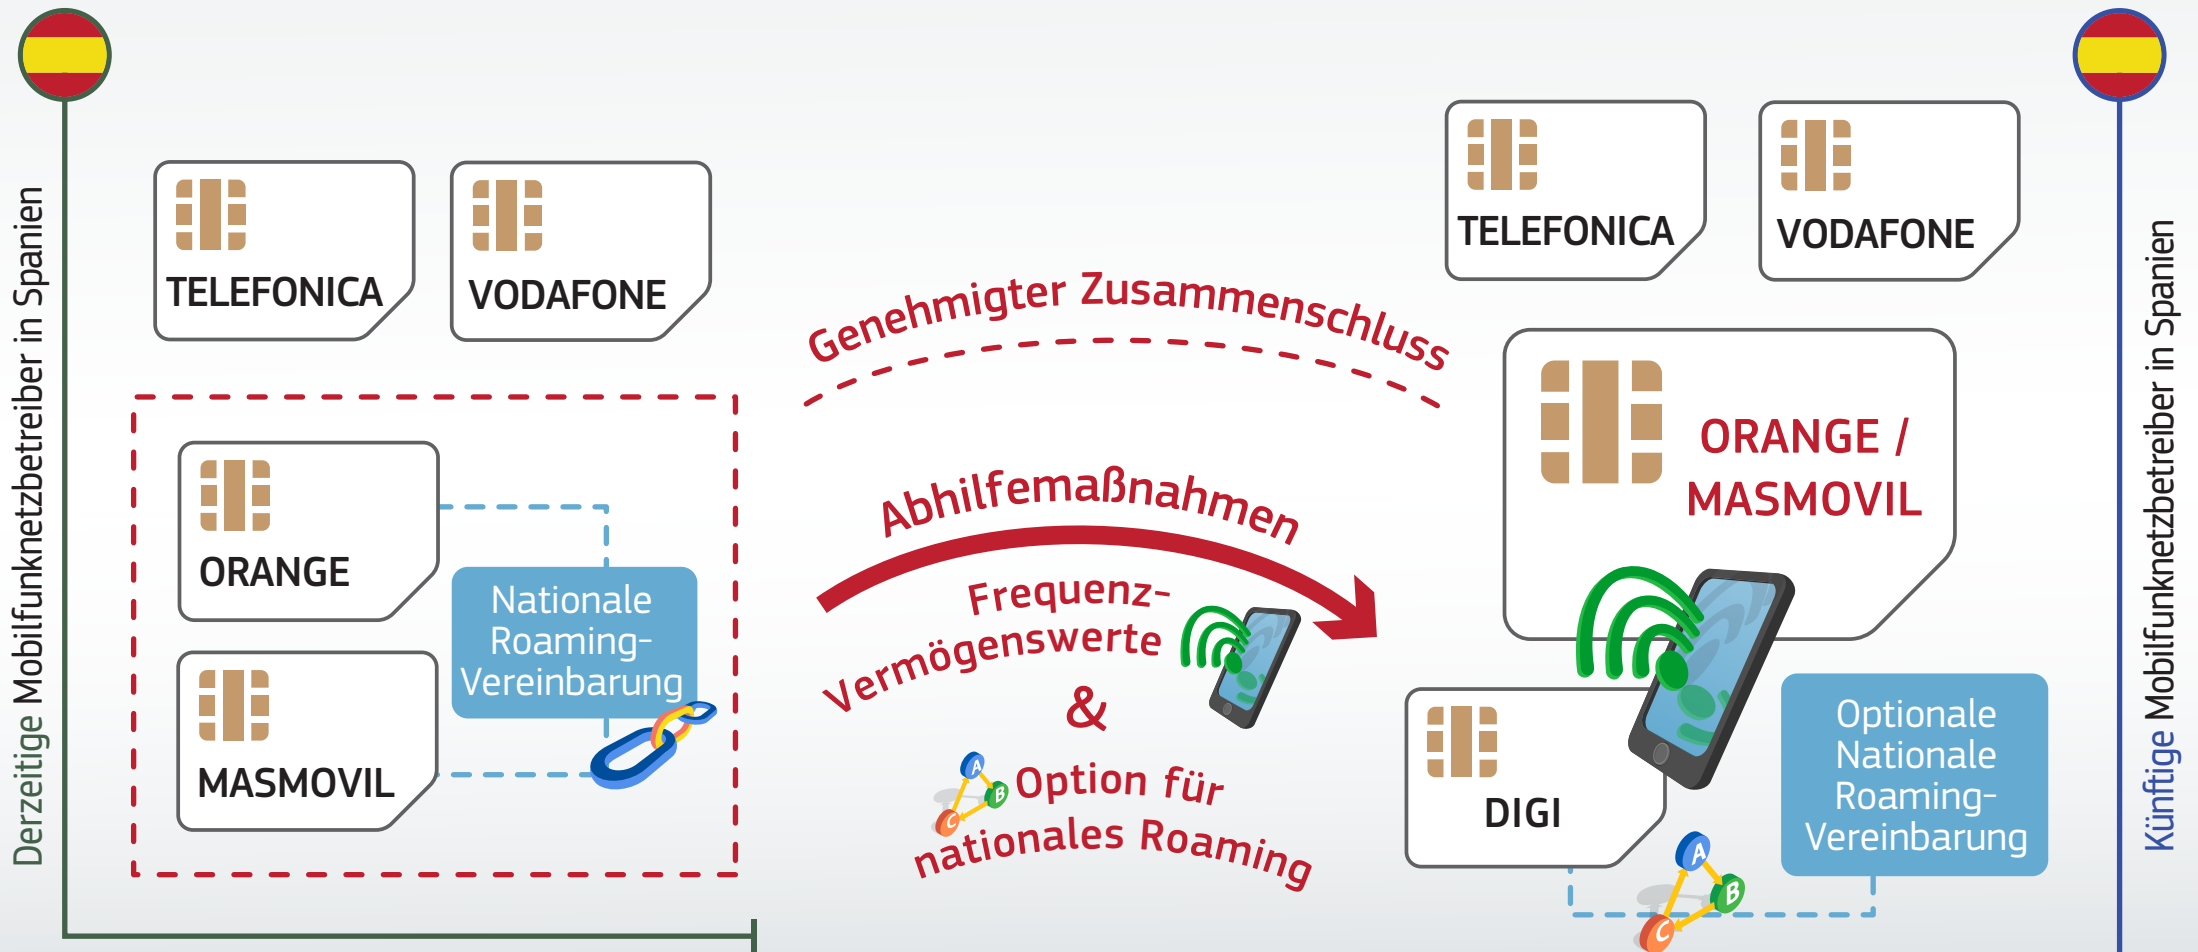 Derzeitige Mobilfunknetzbetreiber in Spanien
TELEFONICA
VODAFONE
ORANGE
MASMOVIL
Nationale
Roaming-
Vereinbarung
Genehmigter Zusammenschluss
Abhilfemaßnahmen
Frequenz-
Vermögenswerte
&
A
B
C
Option für
nationales Roaming
TELEFONICA
VODAFONE
ORANGE /
MASMOVIL
DIGI
Optionale
Nationale
Roaming-
Vereinbarung
A
B
C
Künftige Mobilfunknetzbetreiber in Spanien